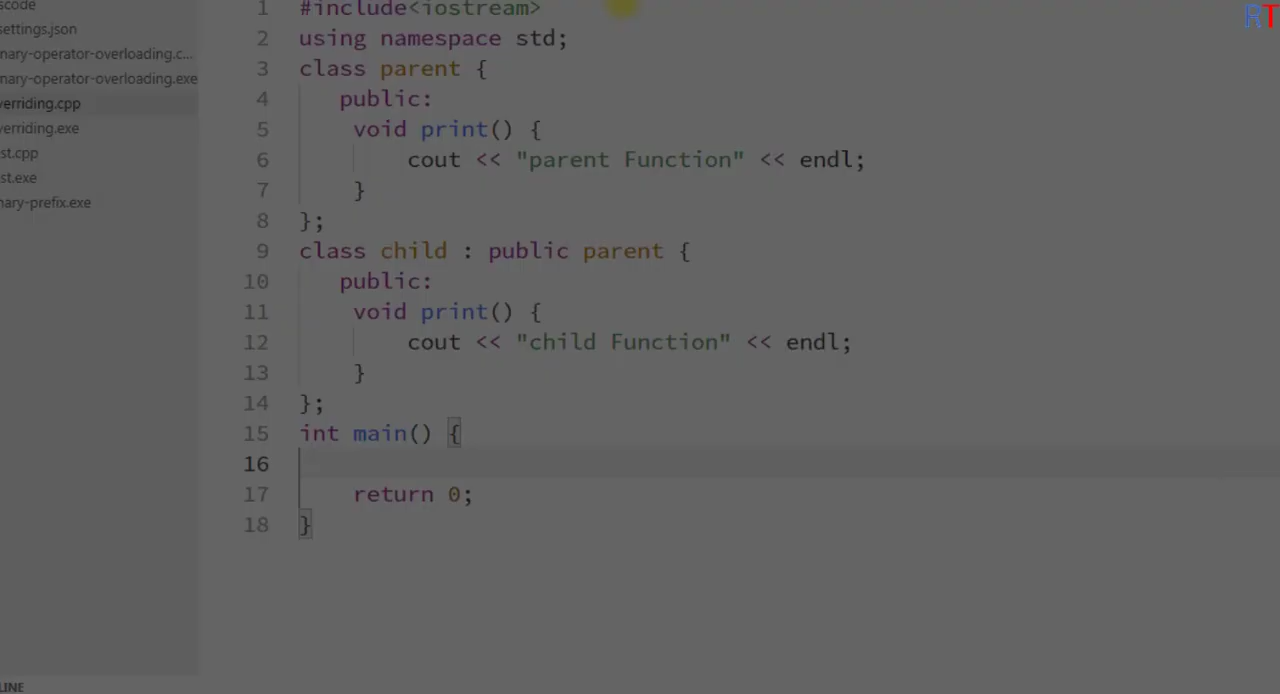 scode
settings.json
nary-operator-overloading.c...
nary-operator-overloading.exe
verriding.cpp
verriding.exe
st.cpp
st.exe
nary-prefix.exe
LINE
1 #include<iostream>
2 using namespace std;
3 class parent {
4 public:
5 void print() {
6 cout << "parent Function" << endl;
7 }
8 };
9 class child : public parent {
10 public:
11 void print() {
12 cout << "child Function" << endl;
13 }
14 };
15 int main() {
16
17 return 0;
18 }
RT